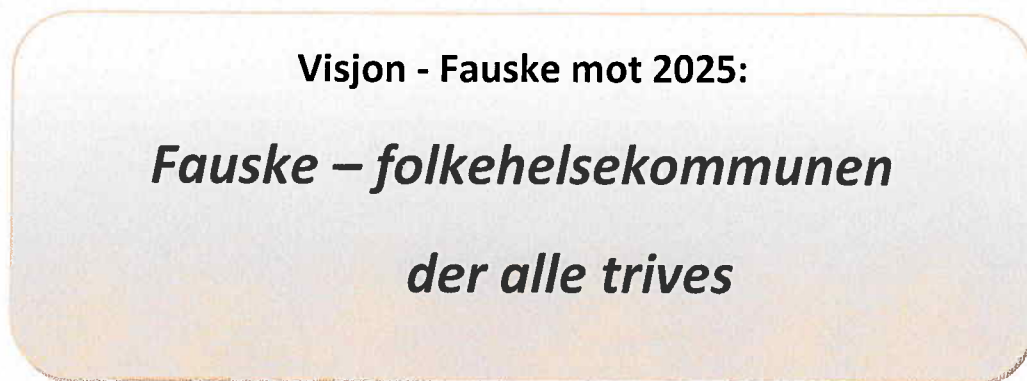 Visjon - Fauske mot 2025:
Fauske – folkehelsekommunen
der alle trives